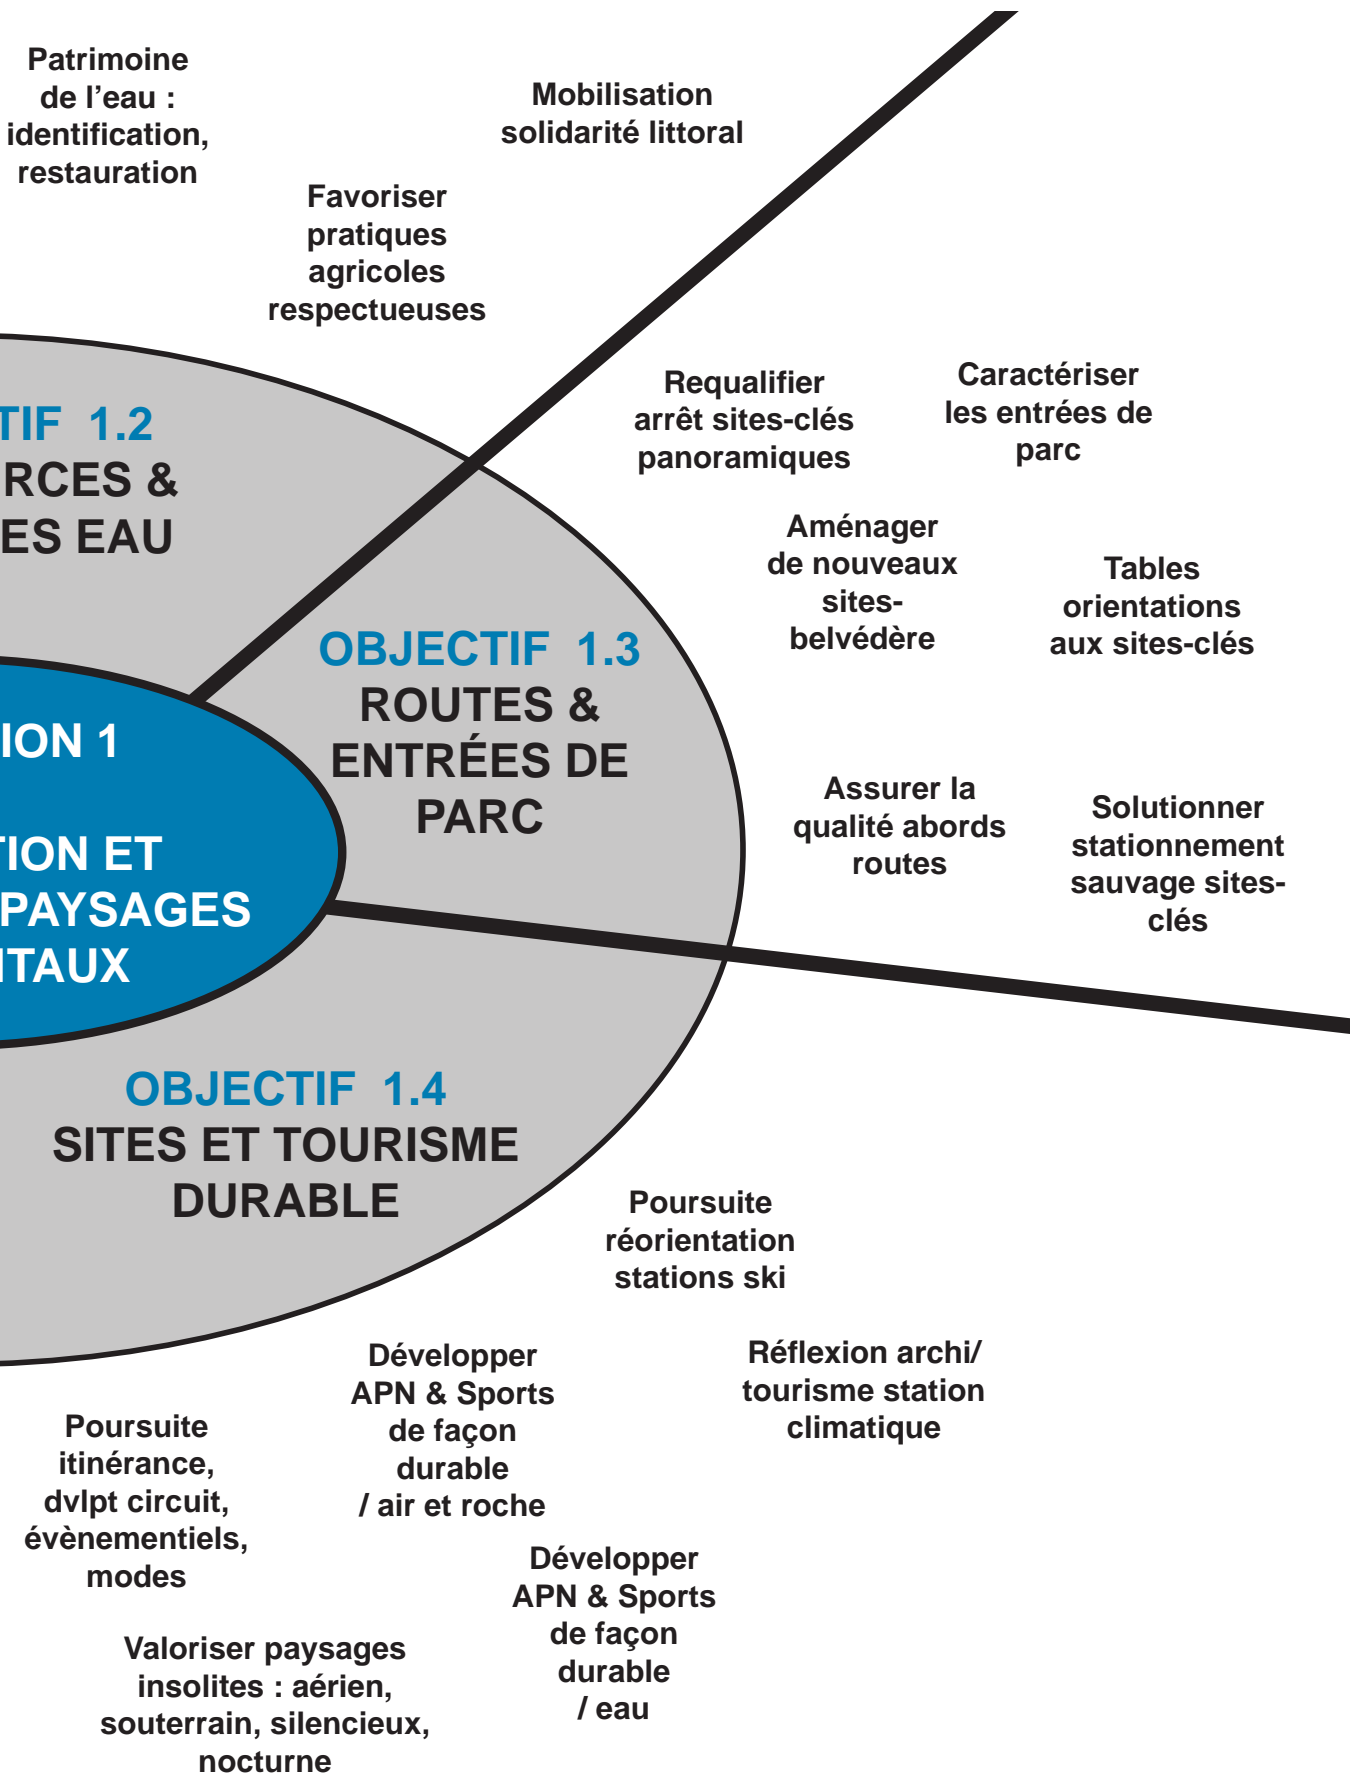 Patrimoine
de l’eau :
identification,
restauration
Mobilisation
solidarité littoral
Favoriser
pratiques
agricoles
respectueuses
TIF 1.2
RCES &
ES EAU
Requalifier
arrêt sites-clés
panoramiques
Caractériser
les entrées de
parc
Aménager
de nouveaux
sites-
belvédère
Tables
orientations
aux sites-clés
OBJECTIF 1.3
ROUTES &
ENTRÉES DE
PARC
Assurer la
qualité abords
routes
Solutionner
stationnement
sauvage sites-
clés
ION 1
TION ET
PAYSAGES
ITAUX
OBJECTIF 1.4
SITES ET TOURISME
DURABLE
Poursuite
réorientation
stations ski
Développer
APN & Sports
de façon
durable
/ air et roche
Réflexion archi/
tourisme station
climatique
Poursuite
itinérance,
dvlpt circuit,
évènementiels,
modes
Développer
APN & Sports
de façon
durable
/ eau
Valoriser paysages
insolites : aérien,
souterrain, silencieux,
nocturne